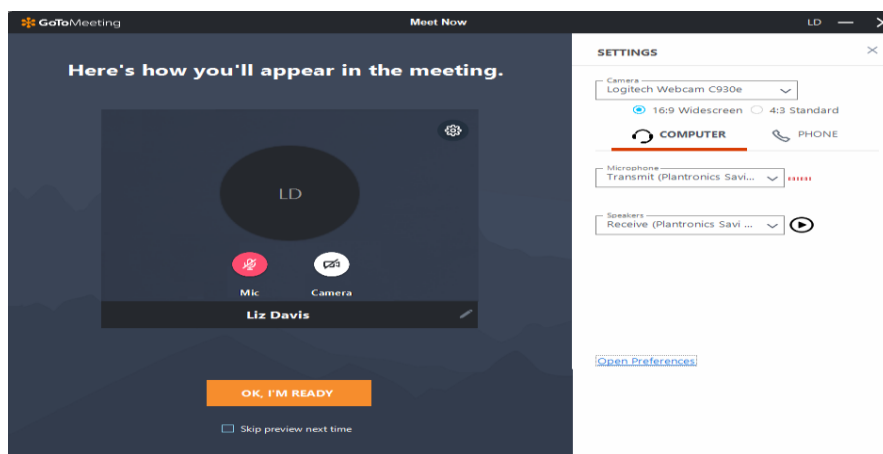 GoToMeeting
Meet Now
LD
Here's how you'll appear in the meeting.
LD
Mic
Camera
Liz Davis
OK, I'M READY
Skip preview next time
SETTINGS
Camera
Logitech Webcam C930e
16:9 Widescreen
4:3 Standard
COMPUTER
PHONE
Microphone
Transmit (Plantronics Savi...
Speakers
Receive (Plantronics Savi ...
Open Preferences